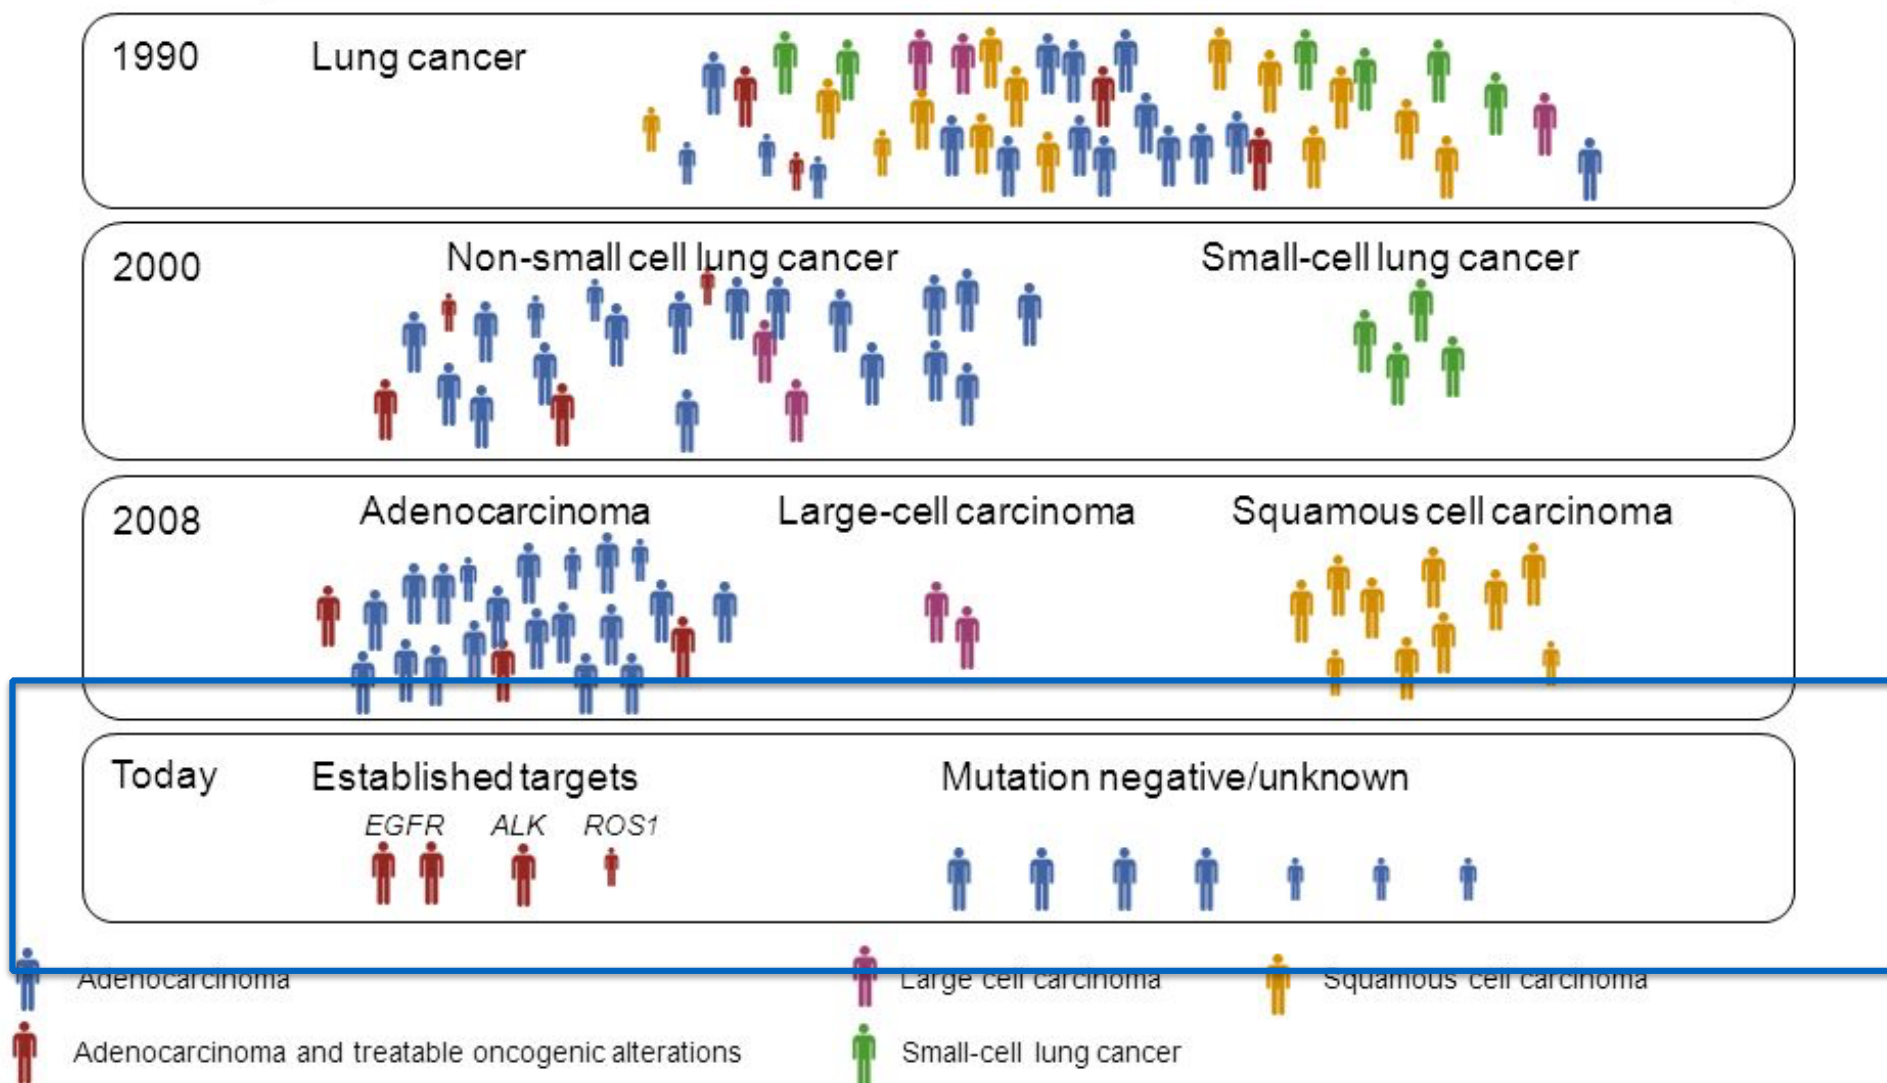 1990 Lung cancer
2000 Non-small cell lung cancer Small-cell lung cancer
2008 Adenocarcinoma Large-cell carcinoma Squamous cell carcinoma
Today Established targets Mutation negative/unknown
EGFR ALK ROS1
Adenocarcinoma Large cell carcinoma Squamous cell carcinoma
Adenocarcinoma and treatable oncogenic alterations Small-cell lung cancer